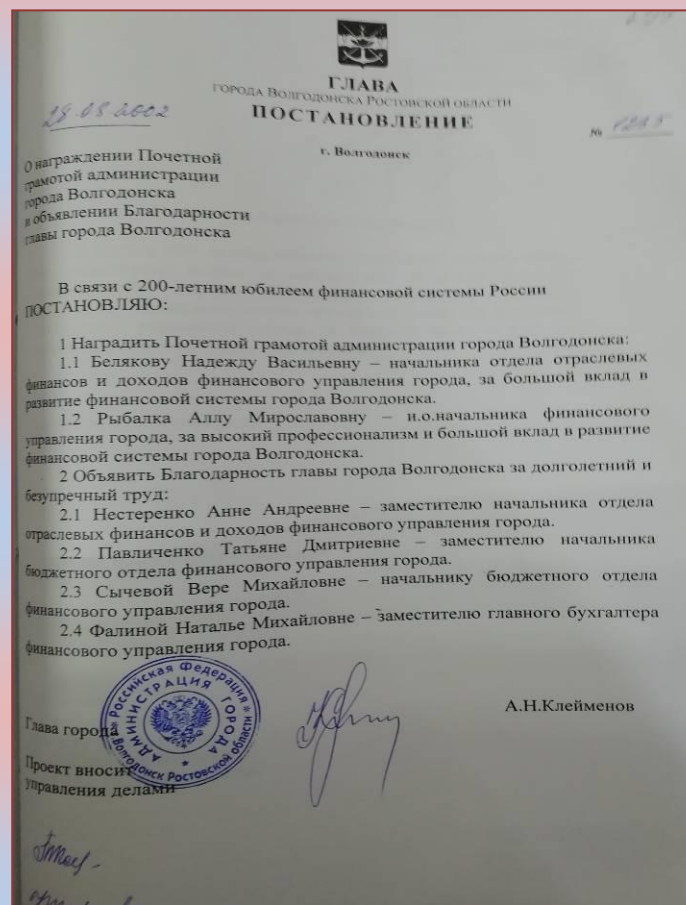 ГЛАВА
ГОРОДА ВОЛГОДОНСКА РОСТОВСКОЙ ОБЛАСТИ
ПОСТАНОВЛЕНИЕ
28.08.2002
№
г. Волгодонск
О награждении Почетной
грамотой администрации
города Волгодонска
и объявлении Благодарности
главы города Волгодонска
В связи с 200-летним юбилеем финансовой системы России
ПОСТАНОВЛЯЮ:
1 Наградить Почетной грамотой администрации города Волгодонска:
1.1 Белякову Надежду Васильевну – начальника отдела отраслевых
финансов и доходов финансового управления города, за большой вклад в
развитие финансовой системы города Волгодонска.
1.2 Рыбалка Аллу Мирославовну – и.о.начальника финансового
управления города, за высокий профессионализм и большой вклад в развитие
финансовой системы города Волгодонска.
2 Объявить Благодарность главы города Волгодонска за долголетний и
безупречный труд:
2.1 Нестеренко Анне Андреевне – заместителю начальника отдела
отраслевых финансов и доходов финансового управления города.
2.2 Павличенко Татьяне Дмитриевне – заместителю начальника
бюджетного отдела финансового управления города.
2.3 Сычевой Вере Михайловне – начальнику бюджетного отдела
финансового управления города.
2.4 Фалиной Наталье Михайловне – заместителю главного бухгалтера
финансового управления города.
Глава города
А.Н.Клейменов
Российская Федерация
г. Волгодонск Ростовской области
АДМИНИСТРАЦИЯ ГОРОДА
Проект вносит
управления делами